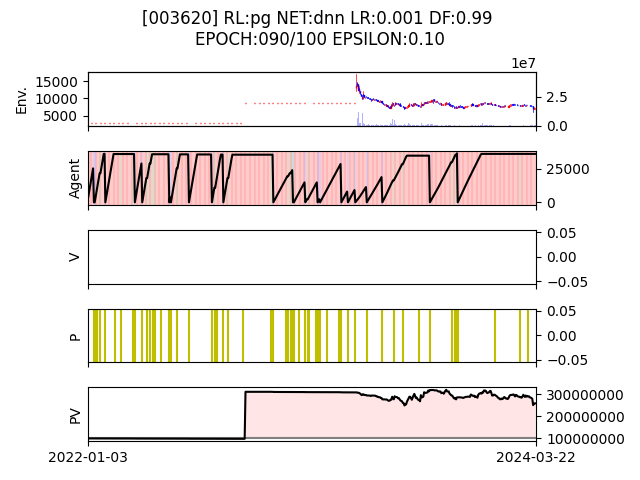 [003620] RL:pg NET:dnn LR:0.001 DF:0.99
EPOCH:090/100 EPSILON:0.10
1e7
Env.
15000
10000
5000
2.5
0.0
Agent
25000
0
V
0.05
0.00
−0.05
P
0.05
0.00
−0.05
PV
300000000
200000000
100000000
2022-01-03
2024-03-22